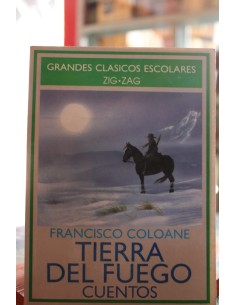 GRANDES CLASICOS ESCOLARES
ZIG-ZAG
FRANCISCO COLOANE
TIERRA
DEL FUEGO
CUENTOS